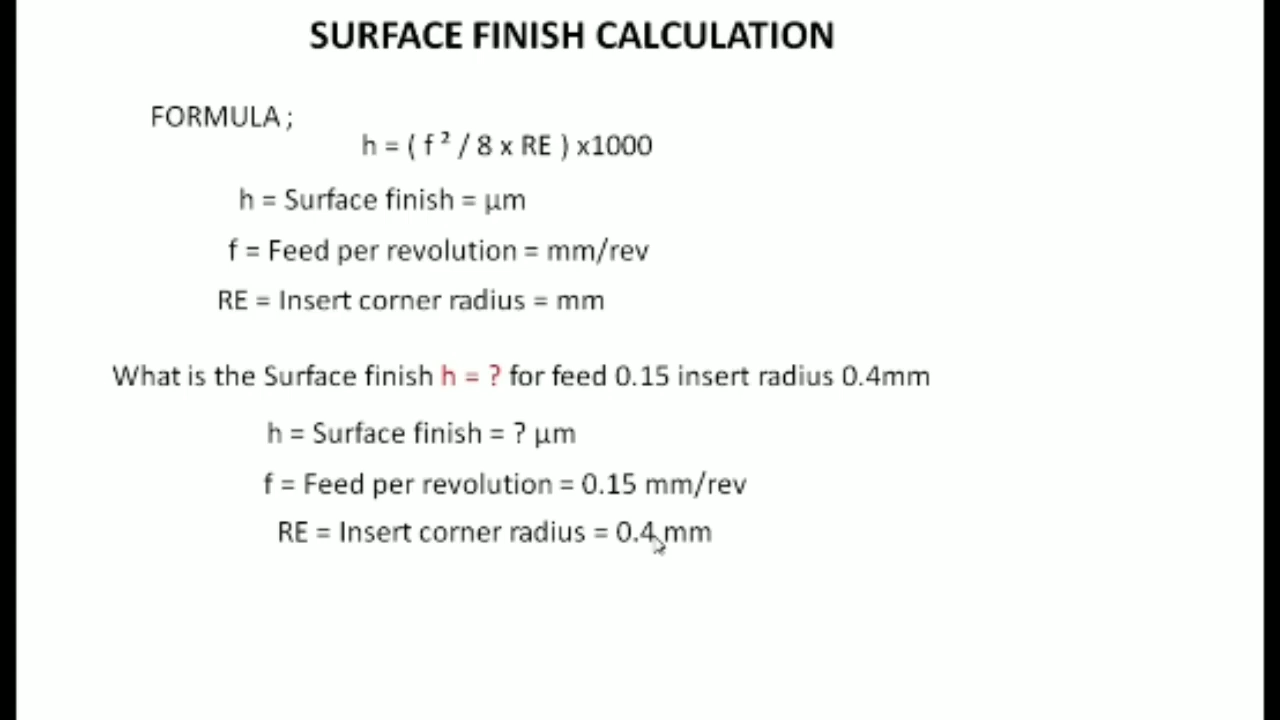 SURFACE FINISH CALCULATION
FORMULA ;
h = ( f ² / 8 x RE ) x1000
h = Surface finish = µm
f = Feed per revolution = mm/rev
RE = Insert corner radius = mm
What is the Surface finish h = ? for feed 0.15 insert radius 0.4mm
h = Surface finish = ? µm
f = Feed per revolution = 0.15 mm/rev
RE = Insert corner radius = 0.4 mm